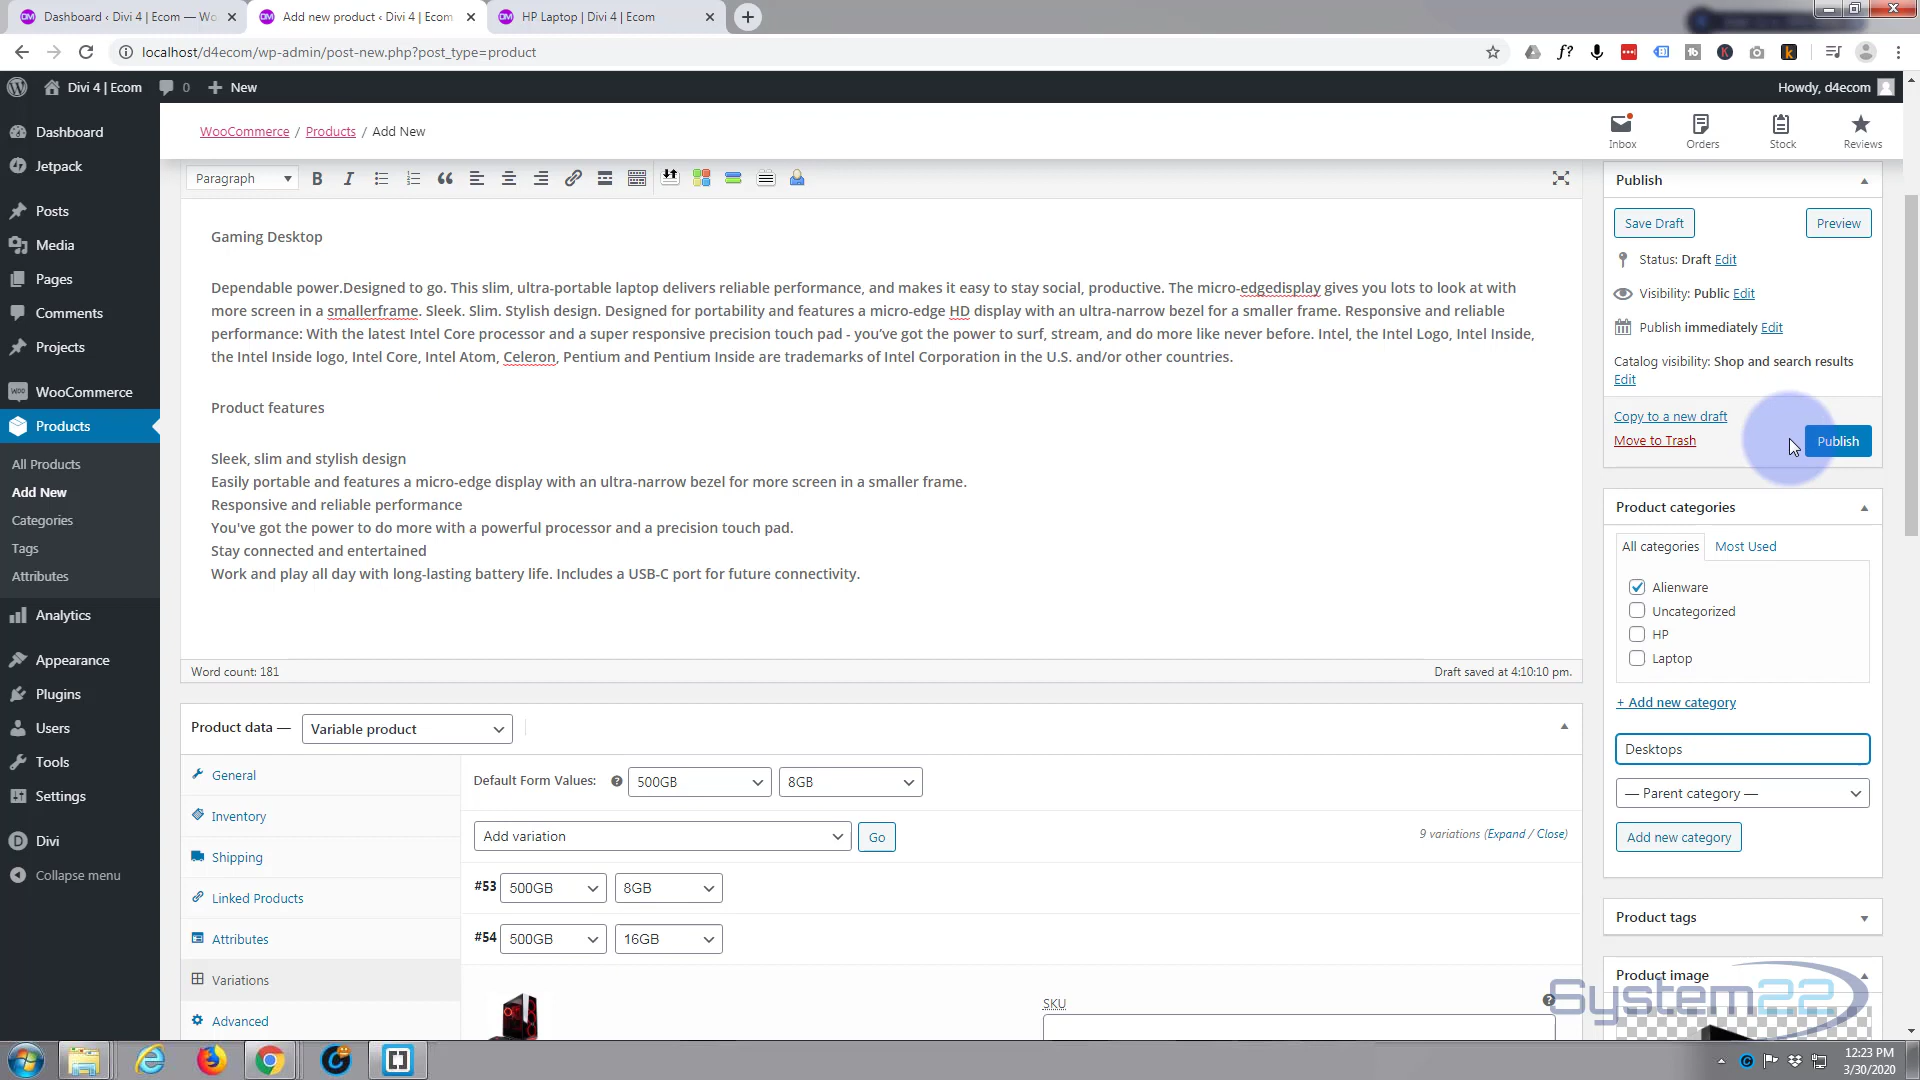 Dashboard ‹ Divi 4 | Ecom — Wo
Add new product ‹ Divi 4 | Ecom
HP Laptop | Divi 4 | Ecom
localhost/d4ecom/wp-admin/post-new.php?post_type=product
Divi 4 | Ecom
0
New
Howdy, d4ecom
WooCommerce / Products / Add New
Inbox
Orders
Stock
Reviews
Dashboard
Jetpack
Posts
Media
Pages
Comments
Projects
WooCommerce
Products
All Products
Add New
Categories
Tags
Attributes
Analytics
Appearance
Plugins
Users
Tools
Settings
Divi
Collapse menu
Paragraph
Gaming Desktop
Dependable power.Designed to go. This slim, ultra-portable laptop delivers reliable performance, and makes it easy to stay social, productive. The micro-edgedisplay gives you lots to look at with
more screen in a smallerframe. Sleek. Slim. Stylish design. Designed for portability and features a micro-edge HD display with an ultra-narrow bezel for a smaller frame. Responsive and reliable
performance: With the latest Intel Core processor and a super responsive precision touch pad - you’ve got the power to surf, stream, and do more like never before. Intel, the Intel Logo, Intel Inside,
the Intel Inside logo, Intel Core, Intel Atom, Celeron, Pentium and Pentium Inside are trademarks of Intel Corporation in the U.S. and/or other countries.
Product features
Sleek, slim and stylish design
Easily portable and features a micro-edge display with an ultra-narrow bezel for more screen in a smaller frame.
Responsive and reliable performance
You've got the power to do more with a powerful processor and a precision touch pad.
Stay connected and entertained
Work and play all day with long-lasting battery life. Includes a USB-C port for future connectivity.
Word count: 181
Draft saved at 4:10:10 pm.
Product data —
Variable product
General
Inventory
Shipping
Linked Products
Attributes
Variations
Advanced
Default Form Values:
500GB
8GB
Add variation
Go
9 variations (Expand / Close)
#53
500GB
8GB
#54
500GB
16GB
SKU
Publish
Save Draft
Preview
Status: Draft Edit
Visibility: Public Edit
Publish immediately Edit
Catalog visibility: Shop and search results
Edit
Copy to a new draft
Move to Trash
Publish
Product categories
All categories
Most Used
Alienware
Uncategorized
HP
Laptop
+ Add new category
Desktops
— Parent category —
Add new category
Product tags
Product image
System22
12:23 PM
3/30/2020